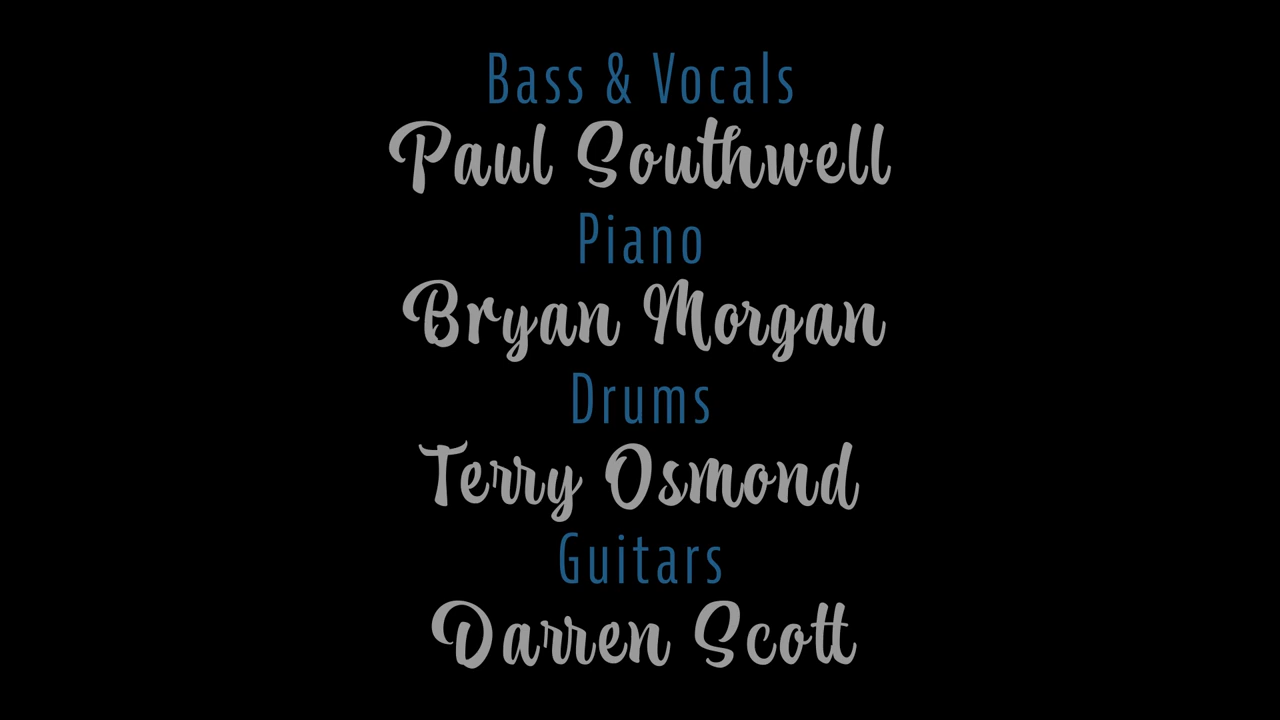 Bass & Vocals
Paul Southwell
Piano
Bryan Morgan
Drums
Terry Osmond
Guitars
Darren Scott